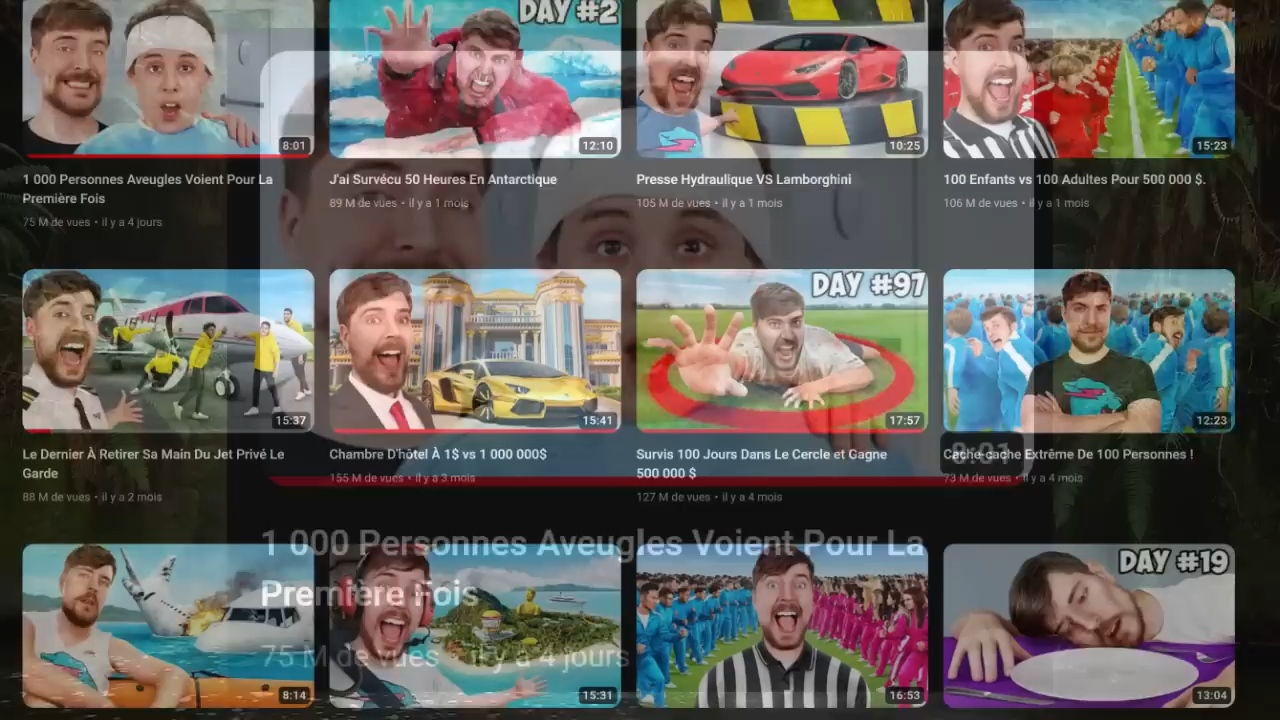 DAY #2
8:01
12:10
10:25
15:23
1 000 Personnes Aveugles Voient Pour La
Première Fois
75 M de vues • il y a 4 jours
J'ai Survécu 50 Heures En Antarctique
89 M de vues • il y a 1 mois
Presse Hydraulique VS Lamborghini
105 M de vues • il y a 1 mois
100 Enfants vs 100 Adultes Pour 500 000 $.
106 M de vues • il y a 1 mois
DAY #97
15:37
15:41
17:57
12:23
8:01
Le Dernier À Retirer Sa Main Du Jet Privé Le
Garde
88 M de vues • il y a 2 mois
Chambre D'hôtel À 1$ vs 1 000 000$
155 M de vues • il y a 3 mois
Survis 100 Jours Dans Le Cercle et Gagne
500 000 $
127 M de vues • il y a 4 mois
Cache-cache Extrême De 100 Personnes !
73 M de vues • il y a 4 mois
1 000 Personnes Aveugles Voient Pour La
Première Fois
75 M de vues il y a 4 jours
DAY #19
8:14
15:31
16:53
13:04